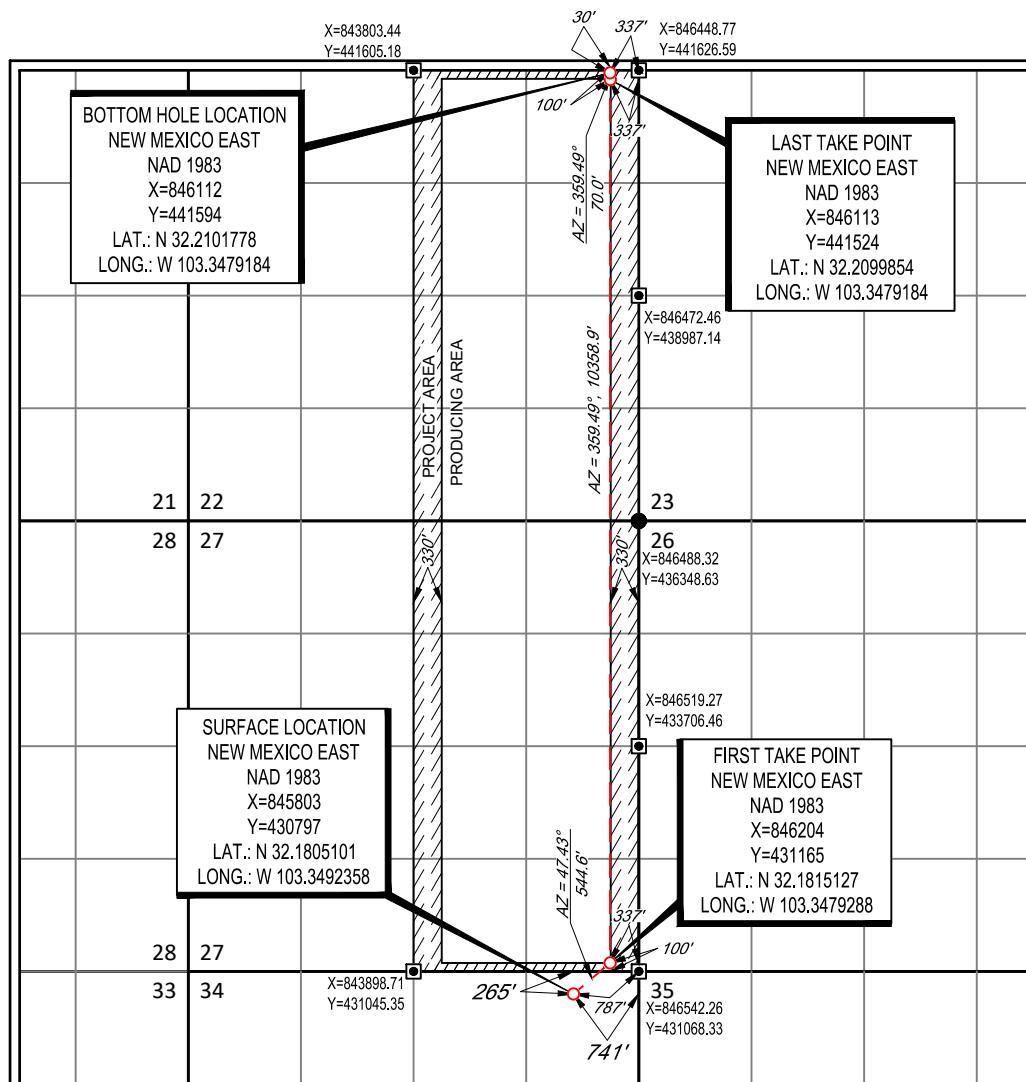 30'
337'
X=843803.44
Y=441605.18
X=846448.77
Y=441626.59
BOTTOM HOLE LOCATION
NEW MEXICO EAST
NAD 1983
X=846112
Y=441594
LAT.: N 32.2101778
LONG.: W 103.3479184
100'
337'
LAST TAKE POINT
NEW MEXICO EAST
NAD 1983
X=846113
Y=441524
LAT.: N 32.2099854
LONG.: W 103.3479184
AZ = 359.49°
70.0'
X=846472.46
Y=438987.14
PROJECT AREA
PRODUCING AREA
AZ = 359.49°, 10358.9'
21 22
23
28 27
26
330'
330'
X=846488.32
Y=436348.63
X=846519.27
Y=433706.46
SURFACE LOCATION
NEW MEXICO EAST
NAD 1983
X=845803
Y=430797
LAT.: N 32.1805101
LONG.: W 103.3492358
FIRST TAKE POINT
NEW MEXICO EAST
NAD 1983
X=846204
Y=431165
LAT.: N 32.1815127
LONG.: W 103.3479288
AZ = 47.43°
544.6'
337'
100'
28 27
33 34
35
X=843898.71
Y=431045.35
265'
787'
741'
X=846542.26
Y=431068.33